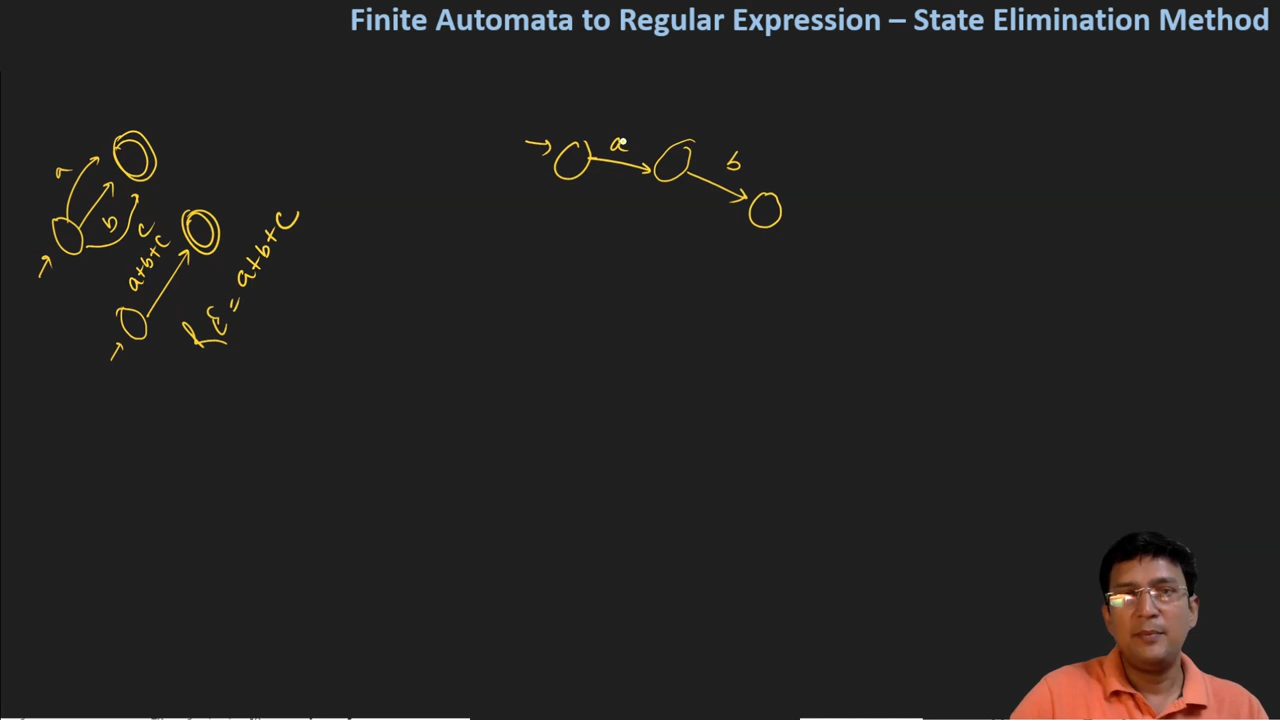 Finite Automata to Regular Expression – State Elimination Method
a
b
c
a+b+c
RE = a+b+c
a
b